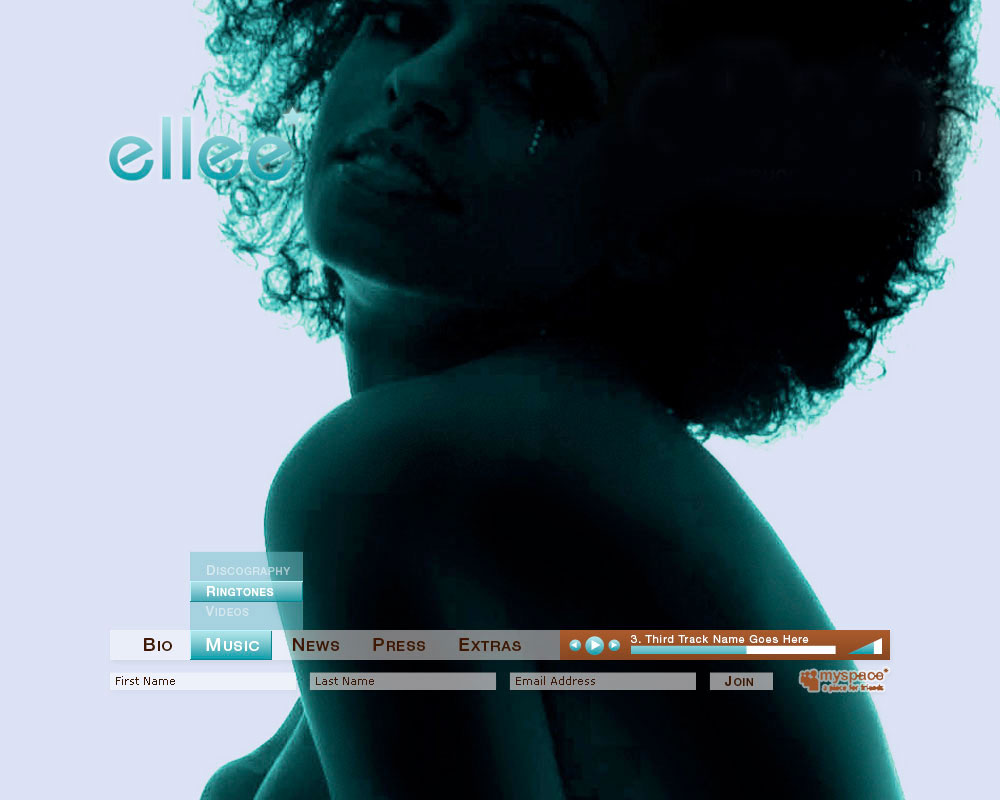 ellee
Discography
Ringtones
Videos
Bio Music News Press Extras 3. Third Track Name Goes Here
First Name Last Name Email Address Join myspace
a place for friends